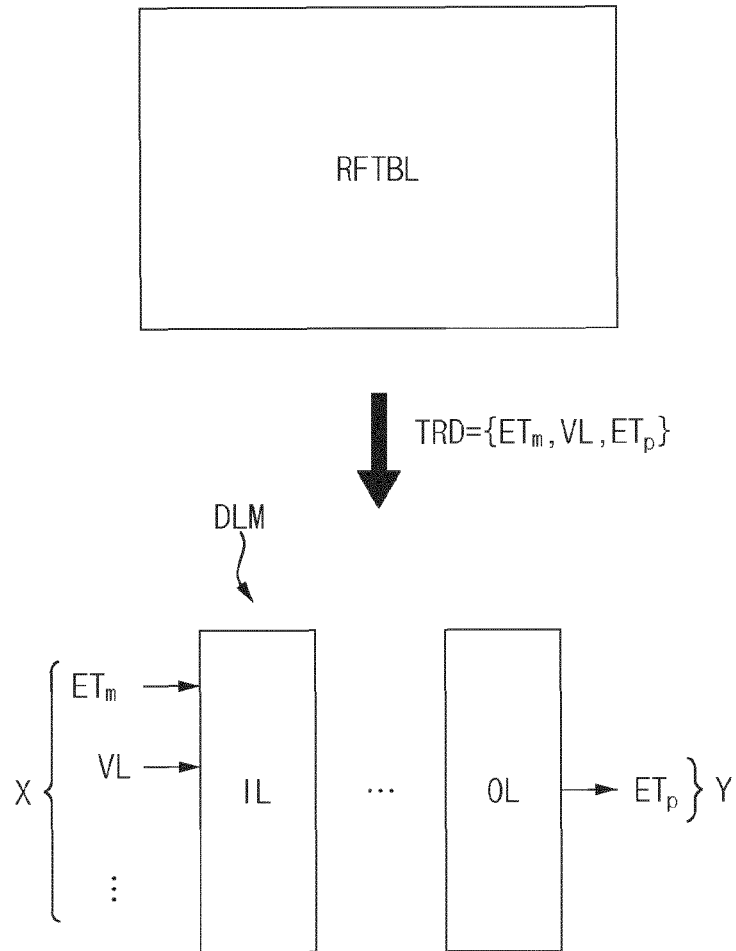 RFTBL
TRD={ETm,VL,ETp}
DLM
X
ETm
VL
⋮
IL
...
OL
ETp
Y